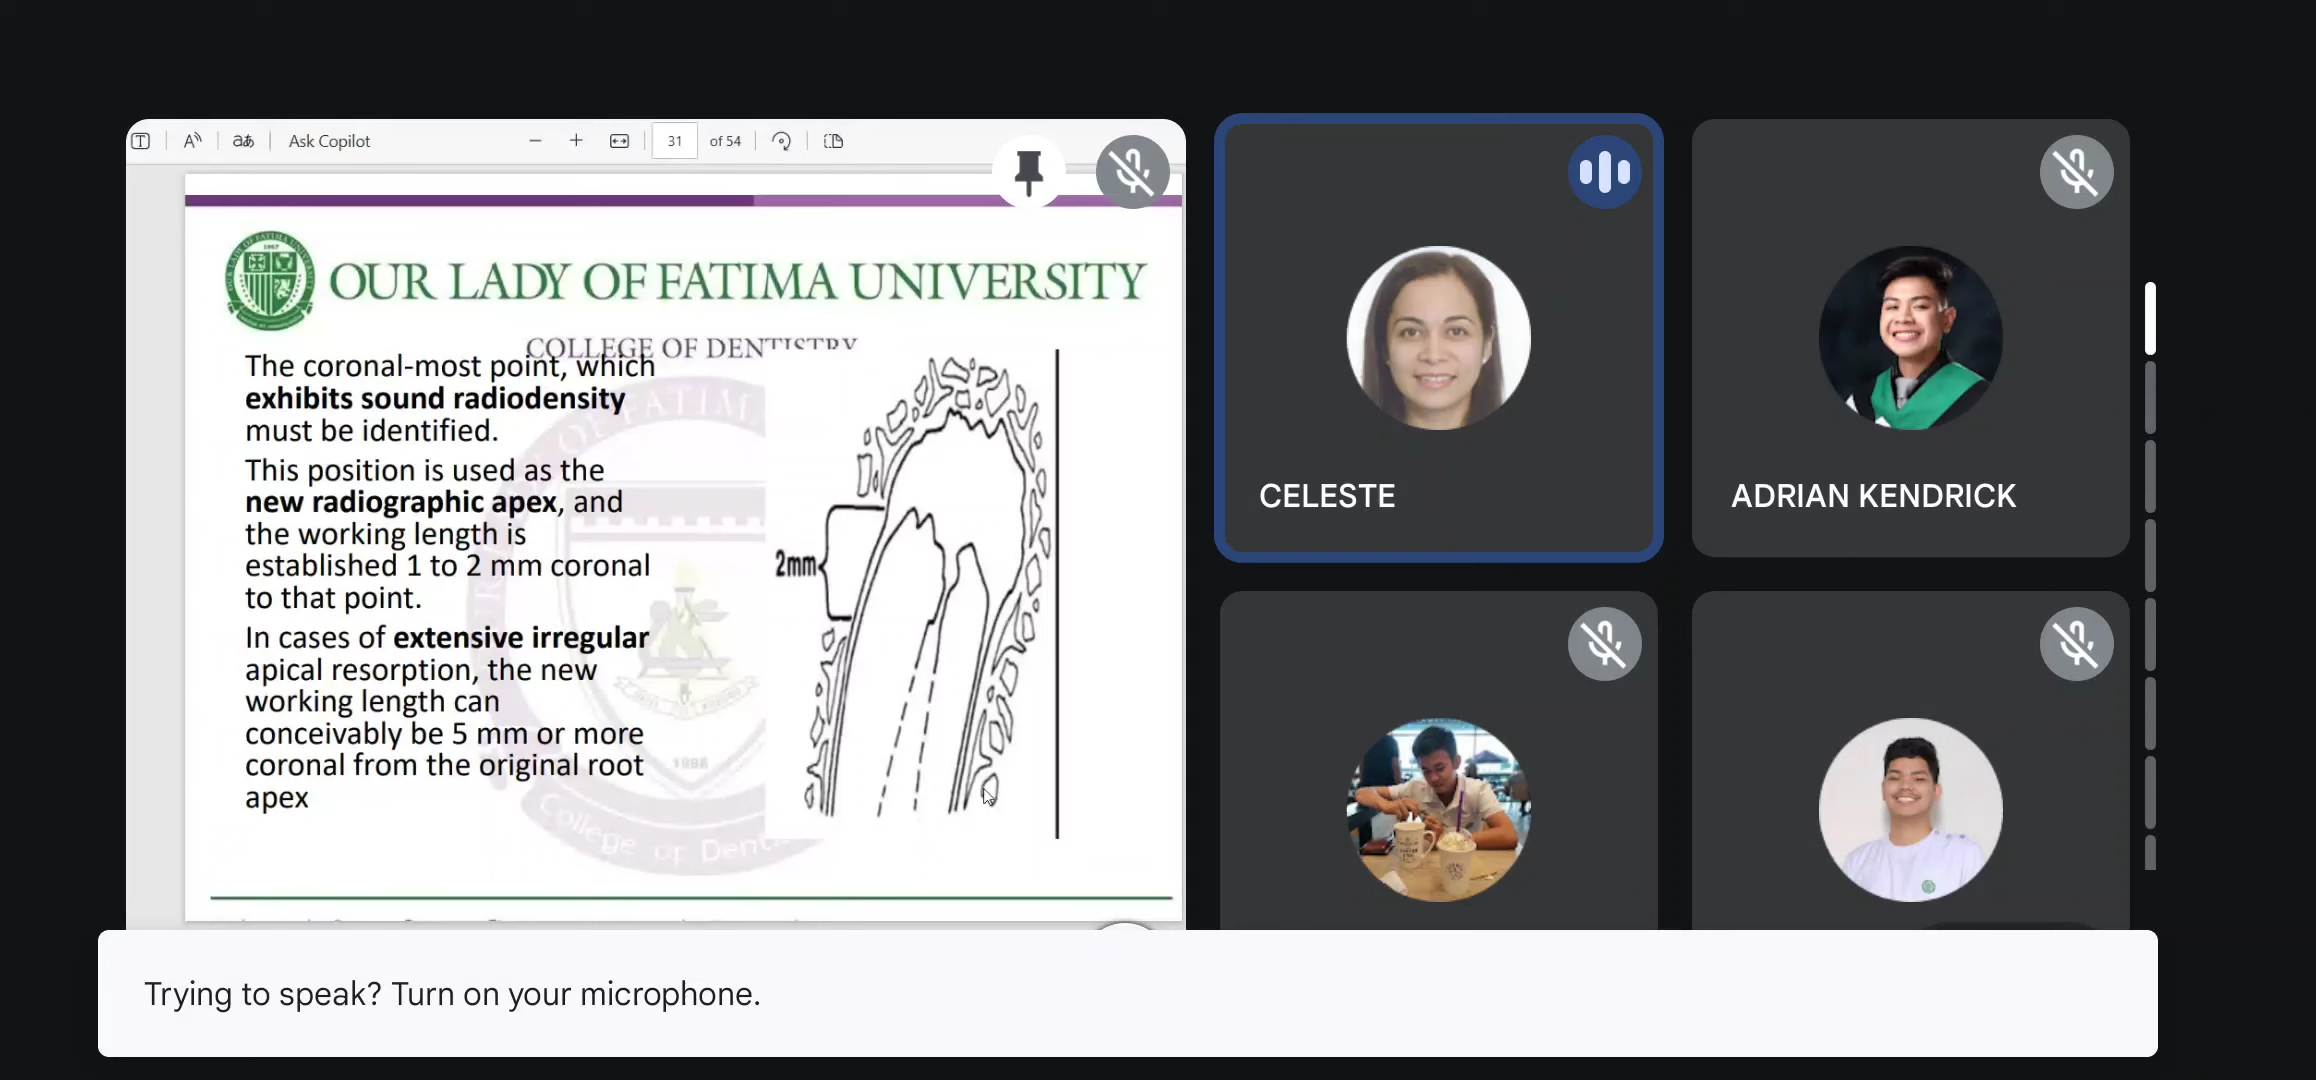 Ask Copilot
31
of 54
OUR LADY OF FATIMA UNIVERSITY
COLLEGE OF DENTISTRY
The coronal-most point, which
exhibits sound radiodensity
must be identified.
This position is used as the
new radiographic apex, and
the working length is
established 1 to 2 mm coronal
to that point.
In cases of extensive irregular
apical resorption, the new
working length can
conceivably be 5 mm or more
coronal from the original root
apex
2mm
CELESTE
ADRIAN KENDRICK
Trying to speak? Turn on your microphone.